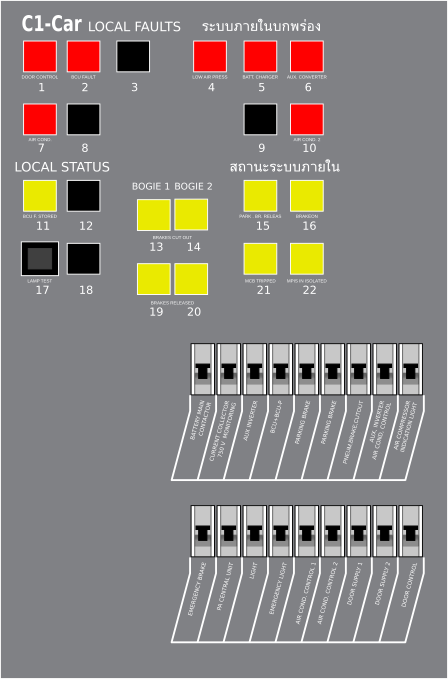 C1-Car LOCAL FAULTS ระบบภายในบกพร่อง
DOOR CONTROL BCU FAULT LOW AIR PRESS BATT. CHARGER AUX. CONVERTER
1 2 3 4 5 6
AIR COND. AIR COND. 2
7 8 9 10
LOCAL STATUS สถานะระบบภายใน
BOGIE 1 BOGIE 2
BCU F. STORED PARK . BR. RELEAS BRAKSON
11 12 15 16
BRAKES CUT OUT
13 14
LAMP TEST MCB TRIPPED MPIS IN ISOLATED
17 18 21 22
BRAKES RELEASED
19 20
BATTERY MAIN
CONTACTOR
CURRENT COLLECTOR
750 V. MONITORING
AUX INVERTER
BCU+BCU-P
PARKING BRAKE
PARKING BRAKE
PNEUM.BRAKE.CUTOUT
AUX. INVERTER
AIR COND. CONTROL
AIR COMPRESSOR
INDICATION LIGHT
EMERGENCY BRAKE
PA CENTRAL UNIT
LIGHT
EMERGENCY LIGHT
AIR COND. CONTROL 1
AIR COND. CONTROL 2
DOOR SUPPLY 1
DOOR SUPPLY 2
DOOR CONTROL